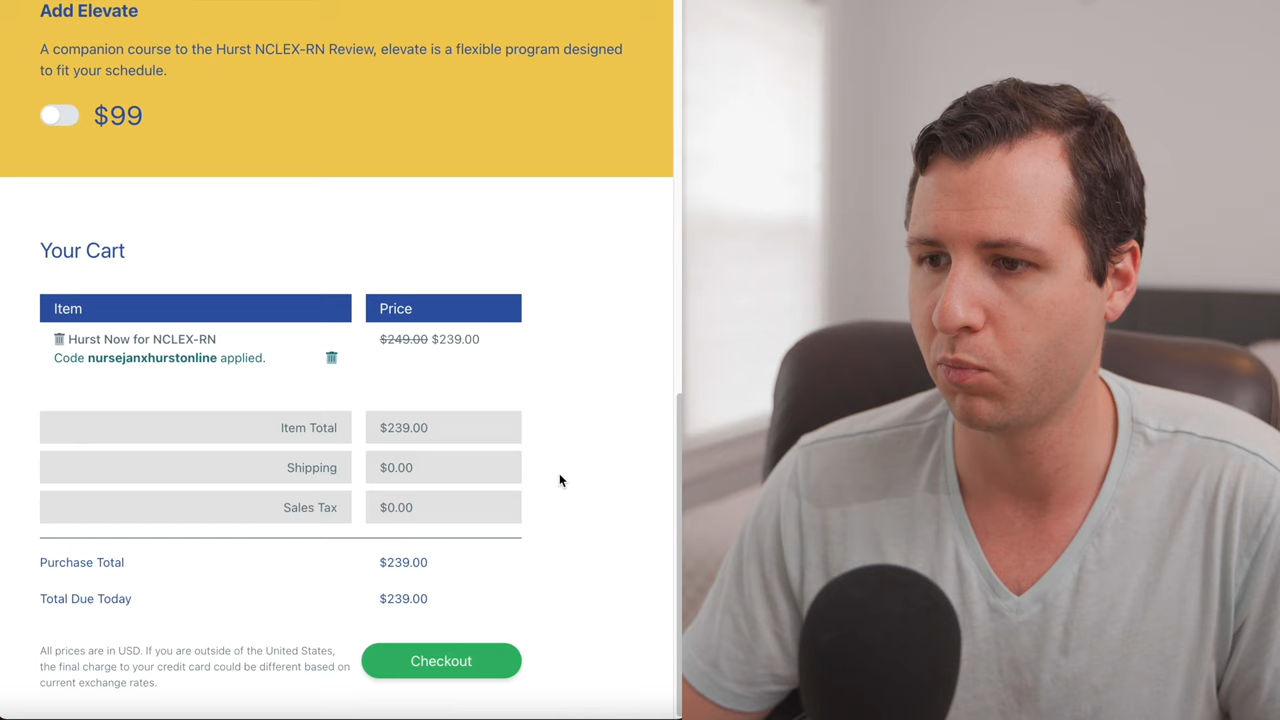 Add Elevate
A companion course to the Hurst NCLEX-RN Review, elevate is a flexible program designed
to fit your schedule.
$99
Your Cart
Item Price
Hurst Now for NCLEX-RN $249.00 $239.00
Code nursejanxhurstonline applied.
Item Total $239.00
Shipping $0.00
Sales Tax $0.00
Purchase Total $239.00
Total Due Today $239.00
All prices are in USD. If you are outside of the United States,
the final charge to your credit card could be different based on
current exchange rates.
Checkout